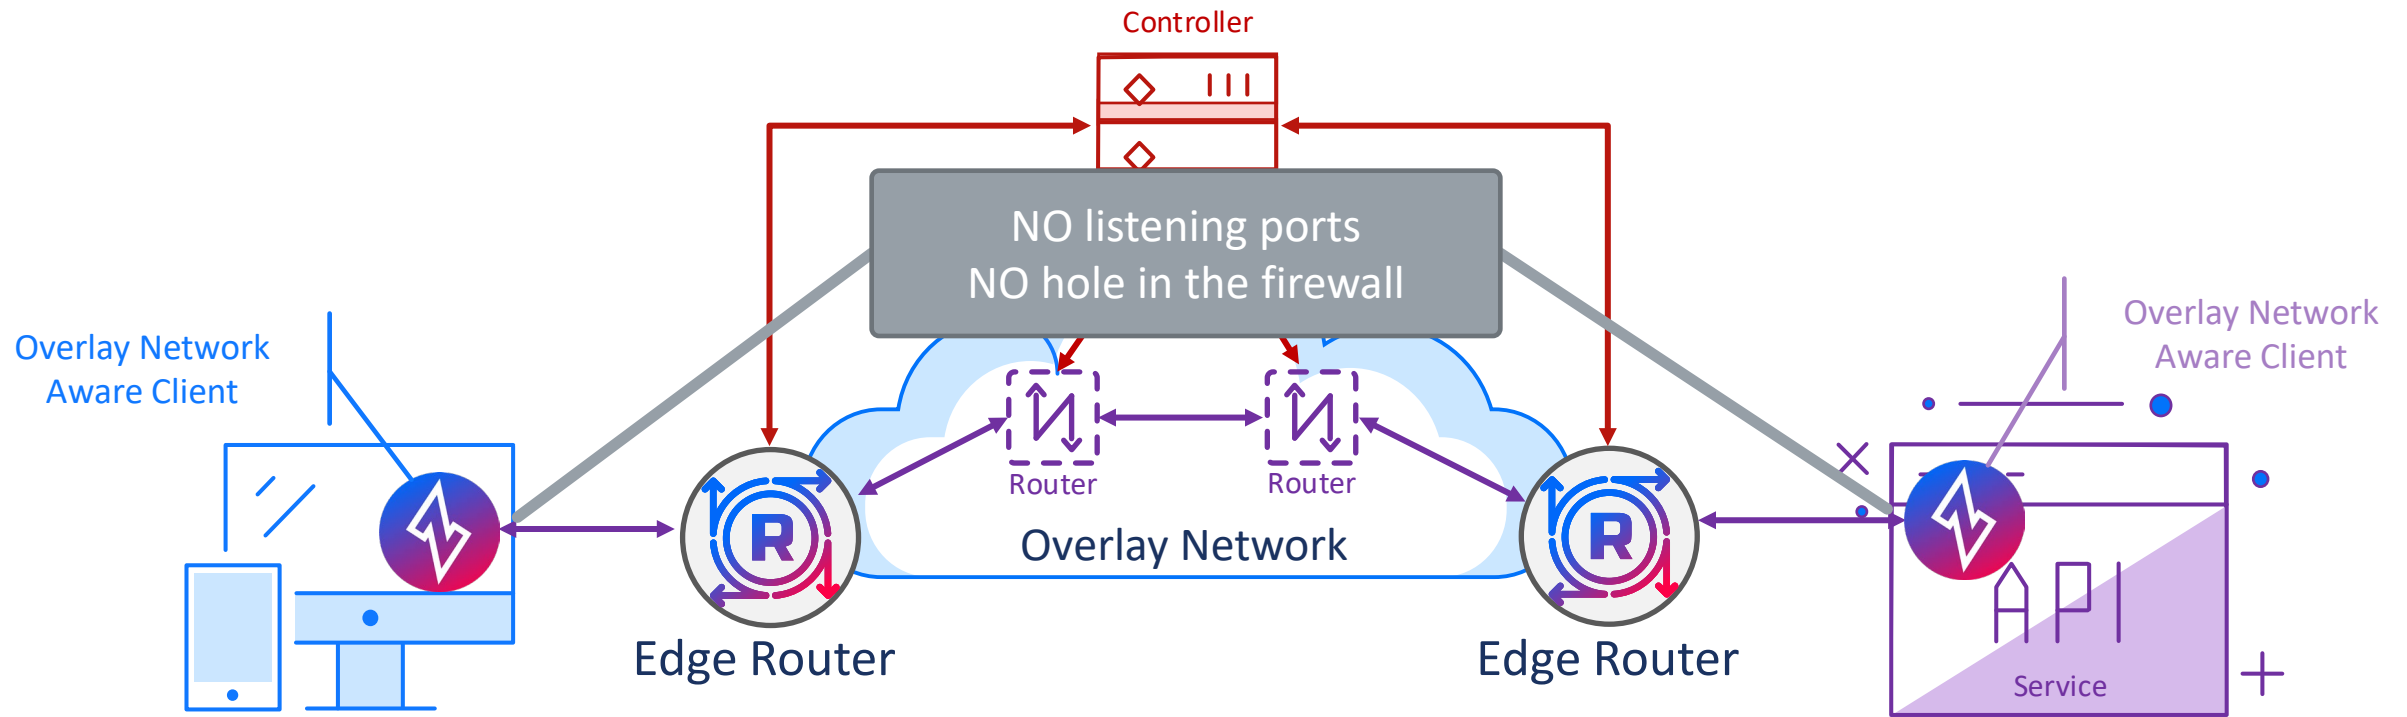 Controller
NO listening ports
NO hole in the firewall
Overlay Network
Aware Client
Overlay Network
Aware Client
Router
Router
Overlay Network
R
R
Edge Router
Edge Router
API
Service